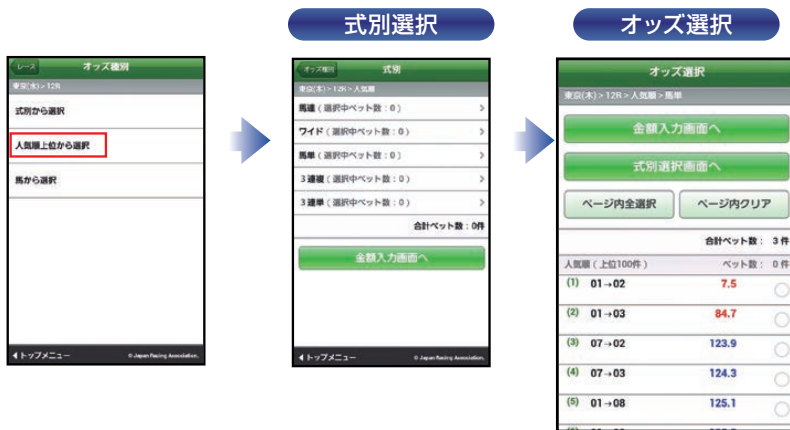 式別選択
オッズ選択
レース
オッズ種別
東京(水)>12R
式別から選択
人気順上位から選択
馬から選択
◀トップメニュー
© Japan Racing Association.
オッズ種別
式別
東京(木)>12R>人気順
馬連（選択中ベット数：0）
ワイド（選択中ベット数：0）
馬単（選択中ベット数：0）
3連複（選択中ベット数：0）
3連単（選択中ベット数：0）
合計ベット数：0件
金額入力画面へ
◀トップメニュー
© Japan Racing Association.
オッズ選択
東京(木)>12R>人気順>馬単
金額入力画面へ
式別選択画面へ
ページ内全選択
ページ内クリア
合計ベット数： 3件
人気順（上位100件） ベット数： 0件
(1) 01→02 7.5
(2) 01→03 84.7
(3) 07→02 123.9
(4) 07→03 124.3
(5) 01→08 125.1